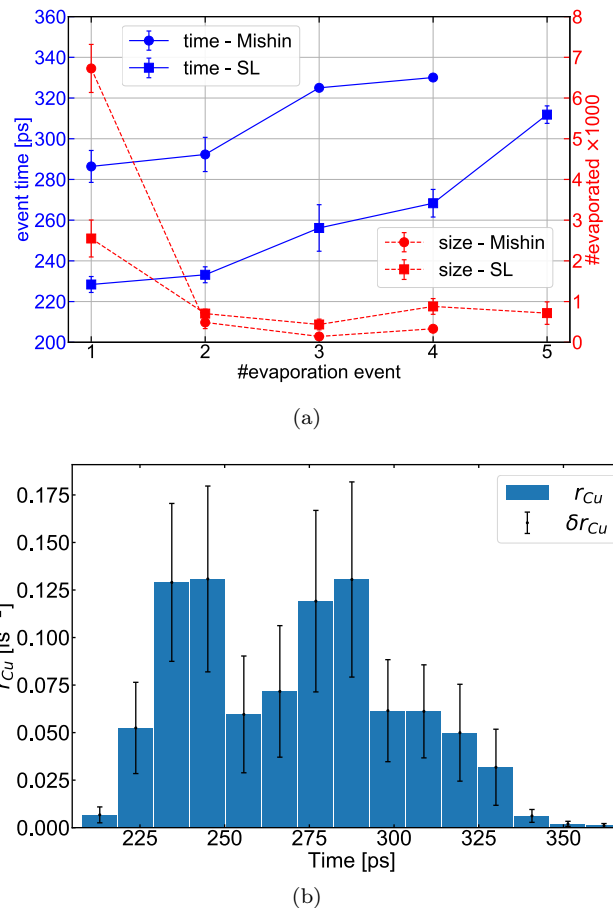 360
340
320
300
280
260
240
220
200
event time [ps]
time - Mishin
time - SL
size - Mishin
size - SL
8
7
6
5
4
3
2
1
0
#evaporated ×1000
1 2 3 4 5
#evaporation event
(a)
0.175
0.150
0.125
0.100
0.075
0.050
0.025
0.000
r_Cu
δr_Cu
225 250 275 300 325 350
Time [ps]
(b)